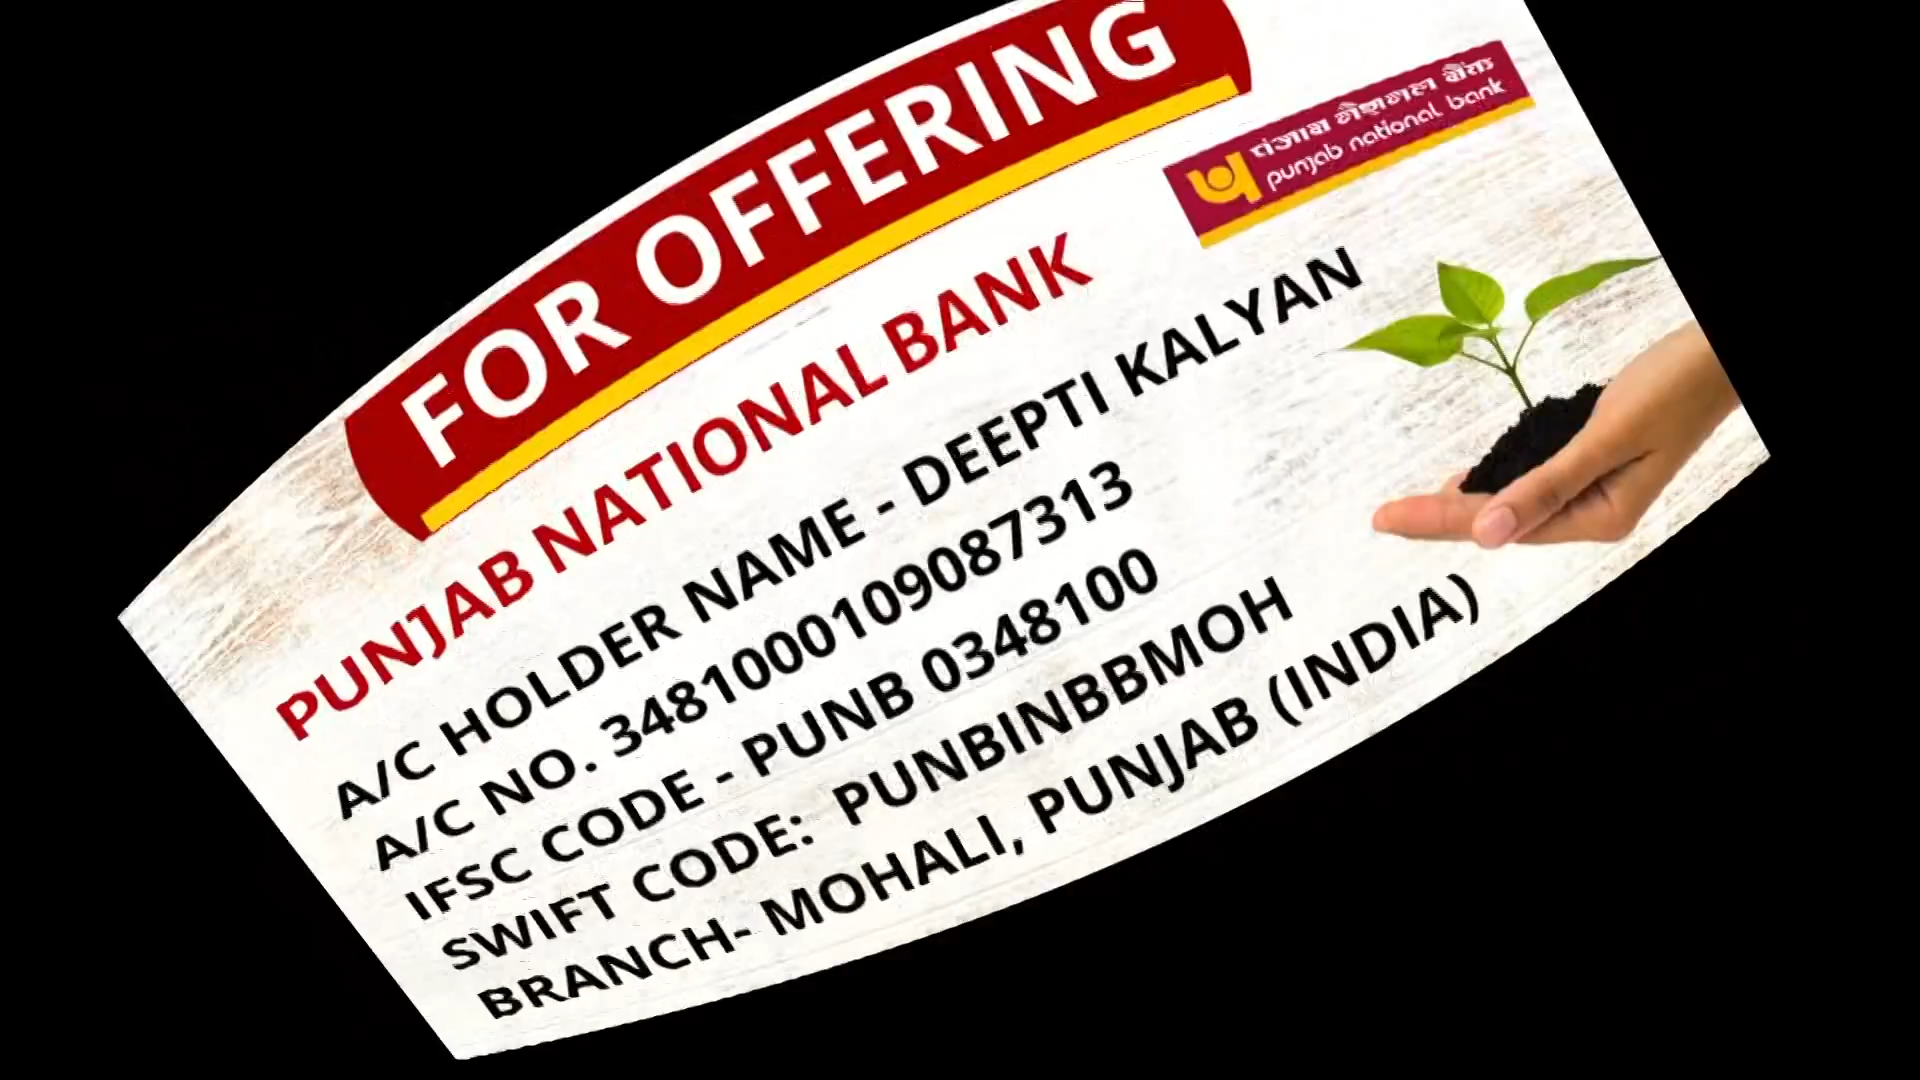 FOR OFFERING
पंजाब नैशनल बैंक
punjab national bank
PUNJAB NATIONAL BANK
A/C HOLDER NAME - DEEPTI KALYAN
A/C NO. 3481000109087313
IFSC CODE - PUNB 0348100
SWIFT CODE: PUNBINBBMOH
BRANCH- MOHALI, PUNJAB (INDIA)